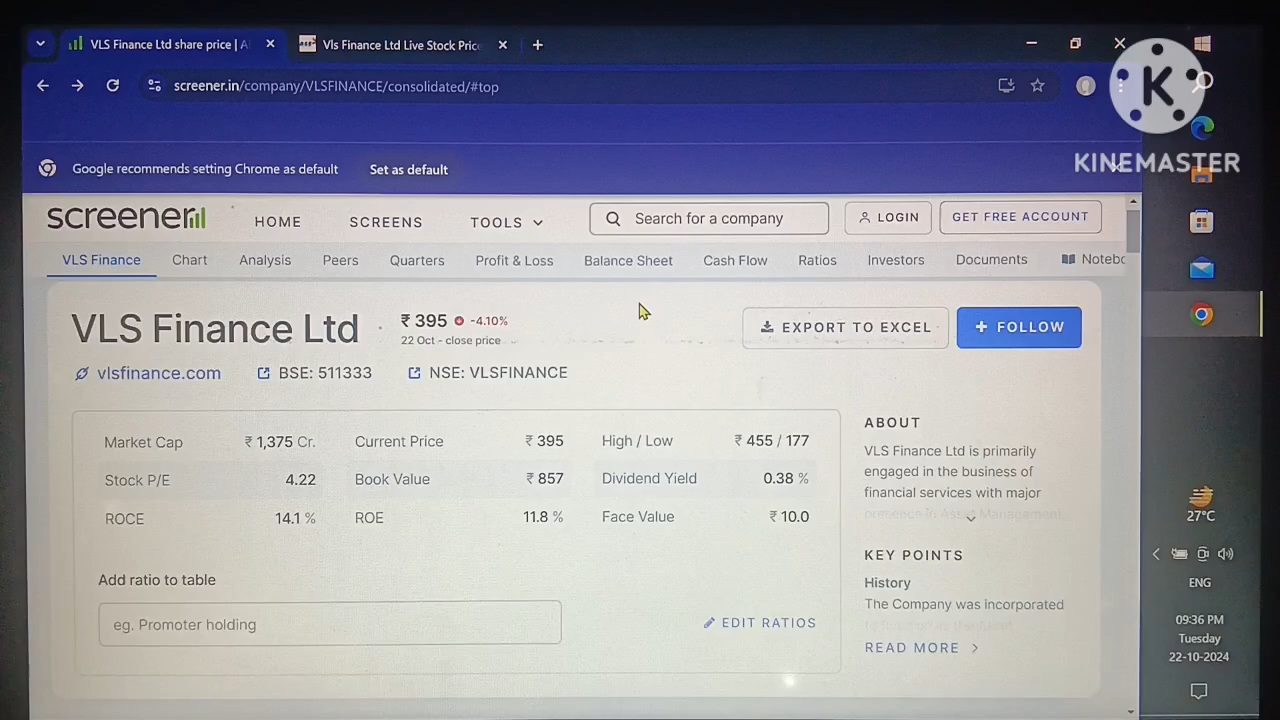 VLS Finance Ltd share price | A
Vls Finance Ltd Live Stock Price
screener.in/company/VLSFINANCE/consolidated/#top
KINEMASTER
Google recommends setting Chrome as default Set as default
screener HOME SCREENS TOOLS Search for a company LOGIN GET FREE ACCOUNT
VLS Finance Chart Analysis Peers Quarters Profit & Loss Balance Sheet Cash Flow Ratios Investors Documents Notebo
VLS Finance Ltd ₹ 395 -4.10% EXPORT TO EXCEL + FOLLOW
22 Oct - close price
vlsfinance.com BSE: 511333 NSE: VLSFINANCE
Market Cap ₹ 1,375 Cr. Current Price ₹ 395 High / Low ₹ 455 / 177
Stock P/E 4.22 Book Value ₹ 857 Dividend Yield 0.38 %
ROCE 14.1 % ROE 11.8 % Face Value ₹ 10.0
Add ratio to table
eg. Promoter holding EDIT RATIOS
ABOUT
VLS Finance Ltd is primarily
engaged in the business of
financial services with major
presence in Asset Management,
KEY POINTS
History
The Company was incorporated
READ MORE
27°C
ENG
09:36 PM
Tuesday
22-10-2024